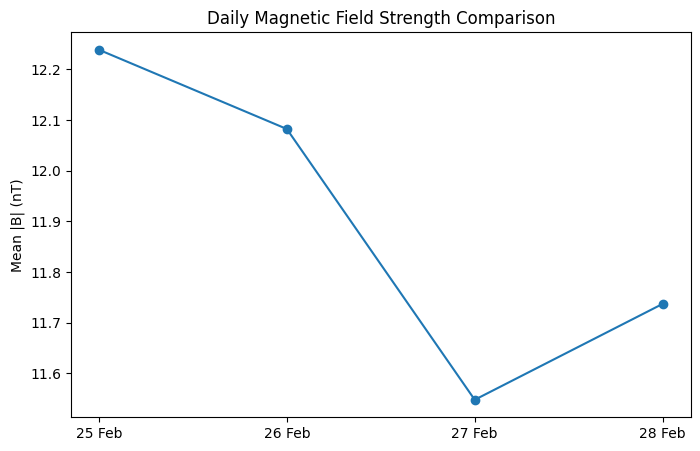 Daily Magnetic Field Strength Comparison
Mean |B| (nT)
12.2
12.1
12.0
11.9
11.8
11.7
11.6
25 Feb
26 Feb
27 Feb
28 Feb